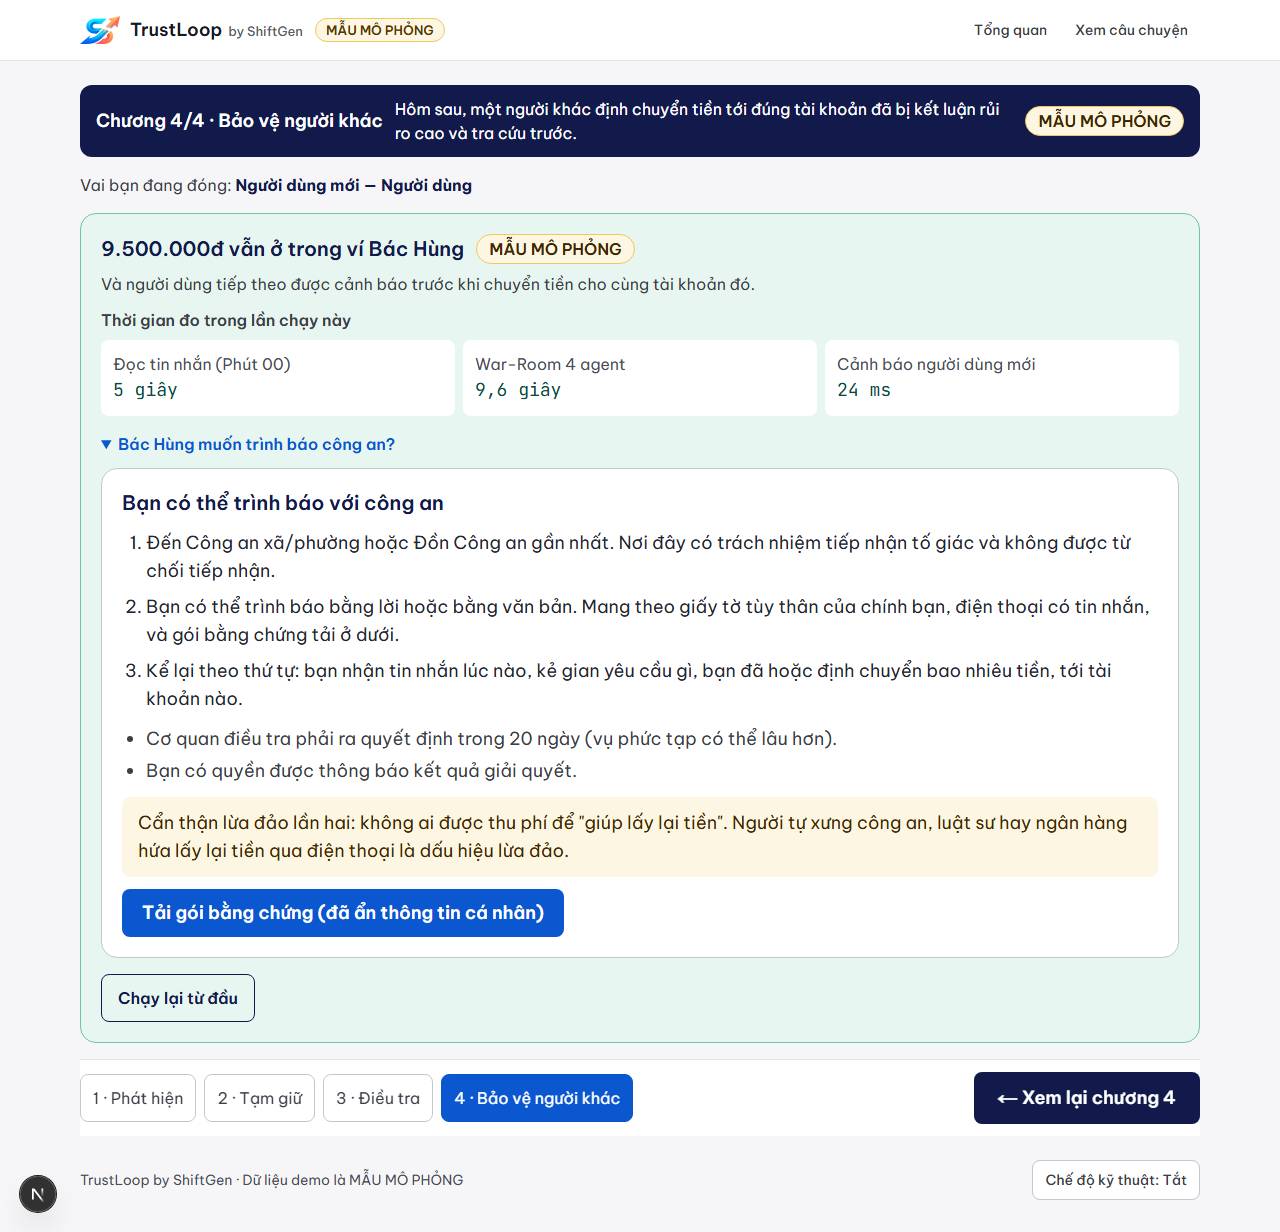 TrustLoop by ShiftGen MẪU MÔ PHỎNG
Tổng quan
Xem câu chuyện
Chương 4/4 · Bảo vệ người khác
Hôm sau, một người khác định chuyển tiền tới đúng tài khoản đã bị kết luận rủi
ro cao và tra cứu trước.
MẪU MÔ PHỎNG
Vai bạn đang đóng: Người dùng mới — Người dùng
9.500.000đ vẫn ở trong ví Bác Hùng
MẪU MÔ PHỎNG
Và người dùng tiếp theo được cảnh báo trước khi chuyển tiền cho cùng tài khoản đó.
Thời gian đo trong lần chạy này
Đọc tin nhắn (Phút 00)
5 giây
War-Room 4 agent
9,6 giây
Cảnh báo người dùng mới
24 ms
▼ Bác Hùng muốn trình báo công an?
Bạn có thể trình báo với công an
1. Đến Công an xã/phường hoặc Đồn Công an gần nhất. Nơi đây có trách nhiệm tiếp nhận tố giác và không được từ
chối tiếp nhận.
2. Bạn có thể trình báo bằng lời hoặc bằng văn bản. Mang theo giấy tờ tùy thân của chính bạn, điện thoại có tin nhắn,
và gói bằng chứng tải ở dưới.
3. Kể lại theo thứ tự: bạn nhận tin nhắn lúc nào, kẻ gian yêu cầu gì, bạn đã hoặc định chuyển bao nhiêu tiền, tới tài
khoản nào.
• Cơ quan điều tra phải ra quyết định trong 20 ngày (vụ phức tạp có thể lâu hơn).
• Bạn có quyền được thông báo kết quả giải quyết.
Cẩn thận lừa đảo lần hai: không ai được thu phí để "giúp lấy lại tiền". Người tự xưng công an, luật sư hay ngân hàng
hứa lấy lại tiền qua điện thoại là dấu hiệu lừa đảo.
Tải gói bằng chứng (đã ẩn thông tin cá nhân)
Chạy lại từ đầu
1 · Phát hiện
2 · Tạm giữ
3 · Điều tra
4 · Bảo vệ người khác
← Xem lại chương 4
TrustLoop by ShiftGen · Dữ liệu demo là MẪU MÔ PHỎNG
Chế độ kỹ thuật: Tắt
N